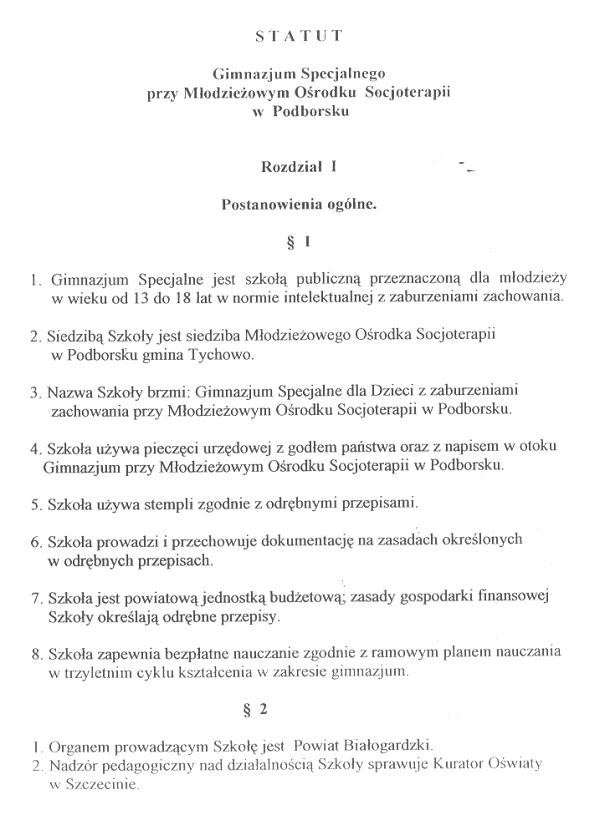 S T A T U T
Gimnazjum Specjalnego
przy Młodzieżowym Ośrodku Socjoterapii
w Podborsku
Rozdział I
Postanowienia ogólne.
§ 1
1. Gimnazjum Specjalne jest szkołą publiczną przeznaczoną dla młodzieży
w wieku od 13 do 18 lat w normie intelektualnej z zaburzeniami zachowania.
2. Siedzibą Szkoły jest siedziba Młodzieżowego Ośrodka Socjoterapii
w Podborsku gmina Tychowo.
3. Nazwa Szkoły brzmi: Gimnazjum Specjalne dla Dzieci z zaburzeniami
zachowania przy Młodzieżowym Ośrodku Socjoterapii w Podborsku.
4. Szkoła używa pieczęci urzędowej z godłem państwa oraz z napisem w otoku
Gimnazjum przy Młodzieżowym Ośrodku Socjoterapii w Podborsku.
5. Szkoła używa stempli zgodnie z odrębnymi przepisami.
6. Szkoła prowadzi i przechowuje dokumentację na zasadach określonych
w odrębnych przepisach.
7. Szkoła jest powiatową jednostką budżetową; zasady gospodarki finansowej
Szkoły określają odrębne przepisy.
8. Szkoła zapewnia bezpłatne nauczanie zgodnie z ramowym planem nauczania
w trzyletnim cyklu kształcenia w zakresie gimnazjum.
§ 2
1. Organem prowadzącym Szkołę jest Powiat Białogardzki.
2. Nadzór pedagogiczny nad działalnością Szkoły sprawuje Kurator Oświaty
w Szczecinie.